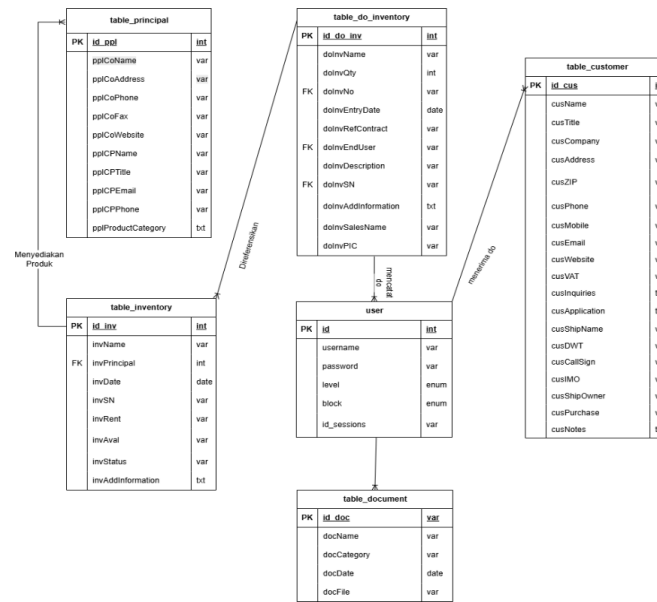 table_principal
PK id_ppl int
pplCoName var
pplCoAddress var
pplCoPhone var
pplCoFax var
pplCoWebsite var
pplCPName var
pplCPTitle var
pplCPEmail var
pplCPPhone var
pplProductCategory txt
Menyediakan
Produk
table_inventory
PK id_inv int
invName var
FK invPrincipal int
invDate date
invSN var
invRent var
invAval var
invStatus var
invAddInformation txt
Direferensikan
table_do_inventory
PK id_do_inv int
doInvName var
doInvQty int
FK doInvNo var
doInvEntryDate date
doInvRefContract var
FK doInvEndUser var
doInvDescription var
FK doInvSN var
doInvAddInformation txt
doInvSalesName var
doInvPIC var
mencatat
do
user
PK id int
username var
password var
level enum
block enum
id_sessions var
table_document
PK id_doc var
docName var
docCategory var
docDate date
docFile var
menerima do
table_customer
PK id_cus
cusName
cusTitle
cusCompany
cusAddress
cusZIP
cusPhone
cusMobile
cusEmail
cusWebsite
cusVAT
cusInquiries
cusApplication
cusShipName
cusDWT
cusCallSign
cusIMO
cusShipOwner
cusPurchase
cusNotes